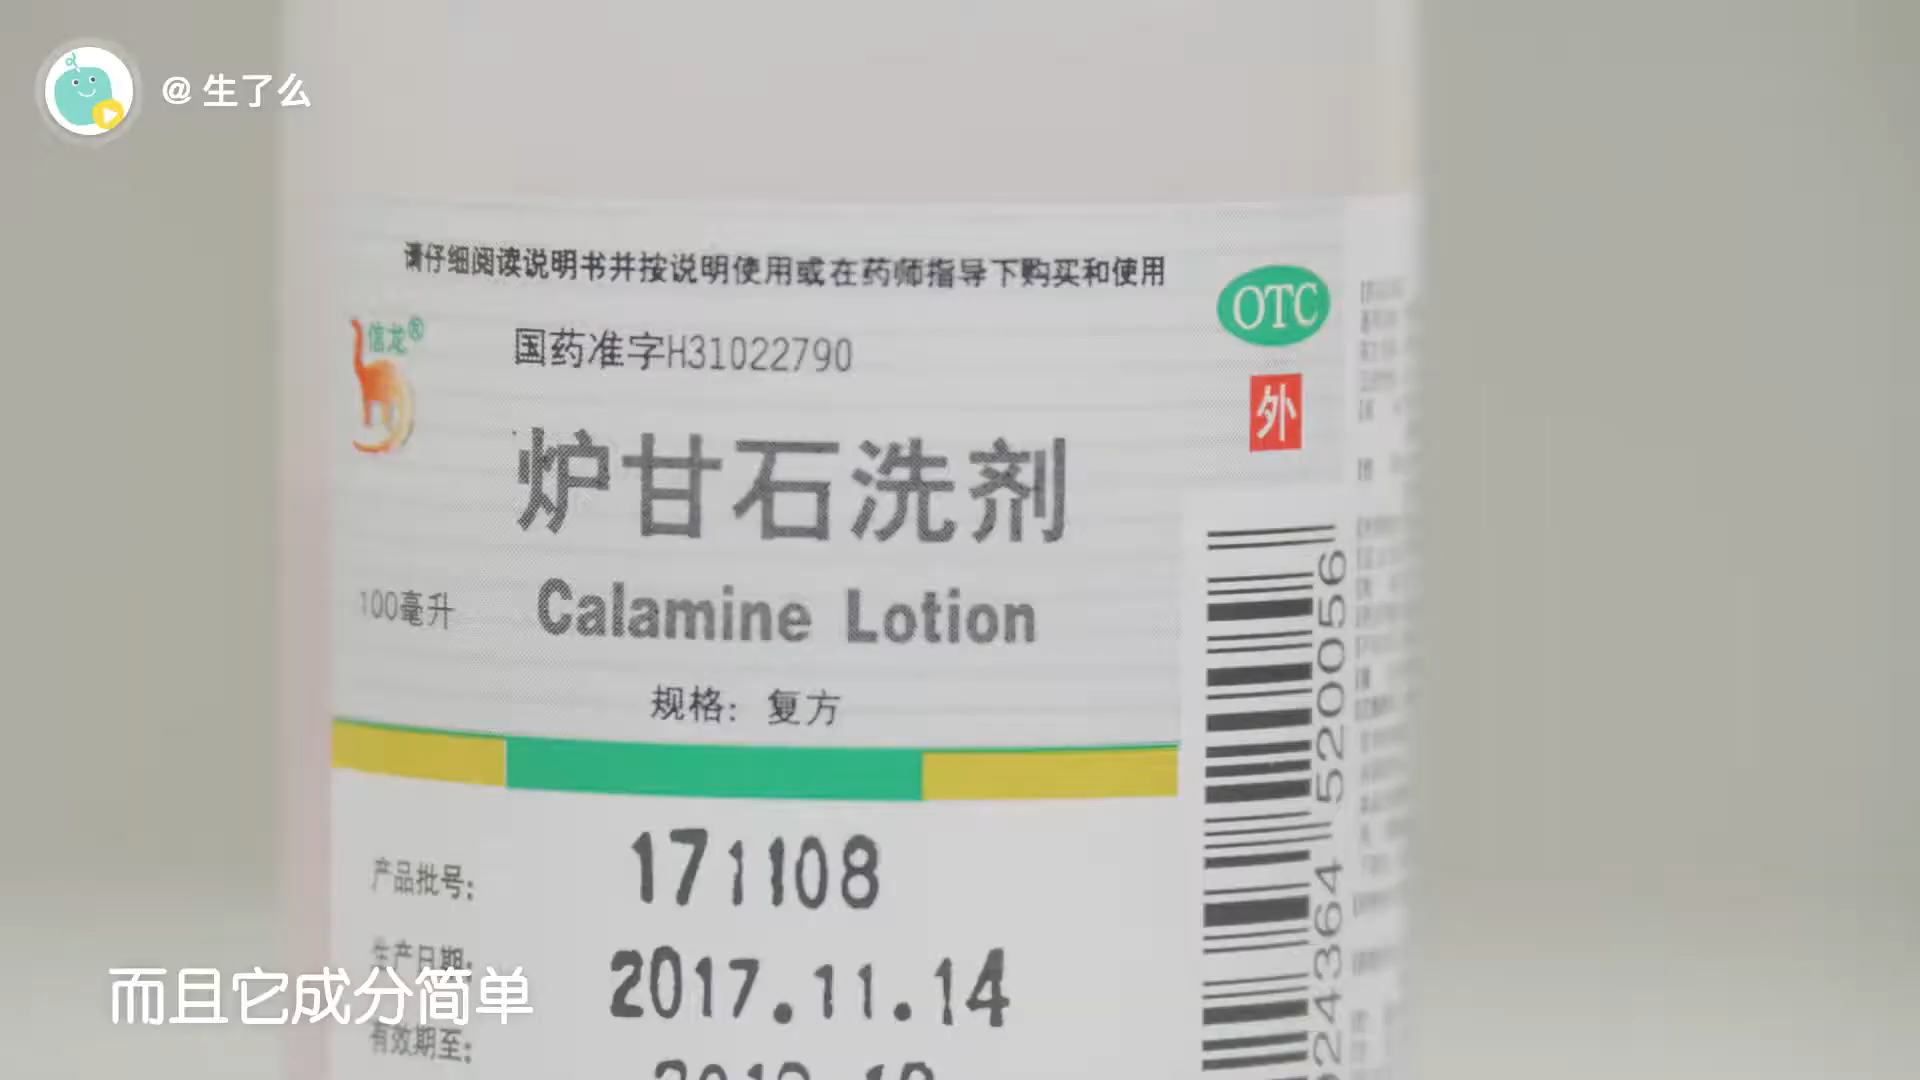 @ 生了么
请仔细阅读说明书并按说明使用或在药师指导下购买和使用
信龙®
国药准字H31022790
OTC
外
炉甘石洗剂
100毫升
Calamine Lotion
规格: 复方
产品批号: 171108
生产日期: 2017.11.14
有效期至:
而且它成分简单